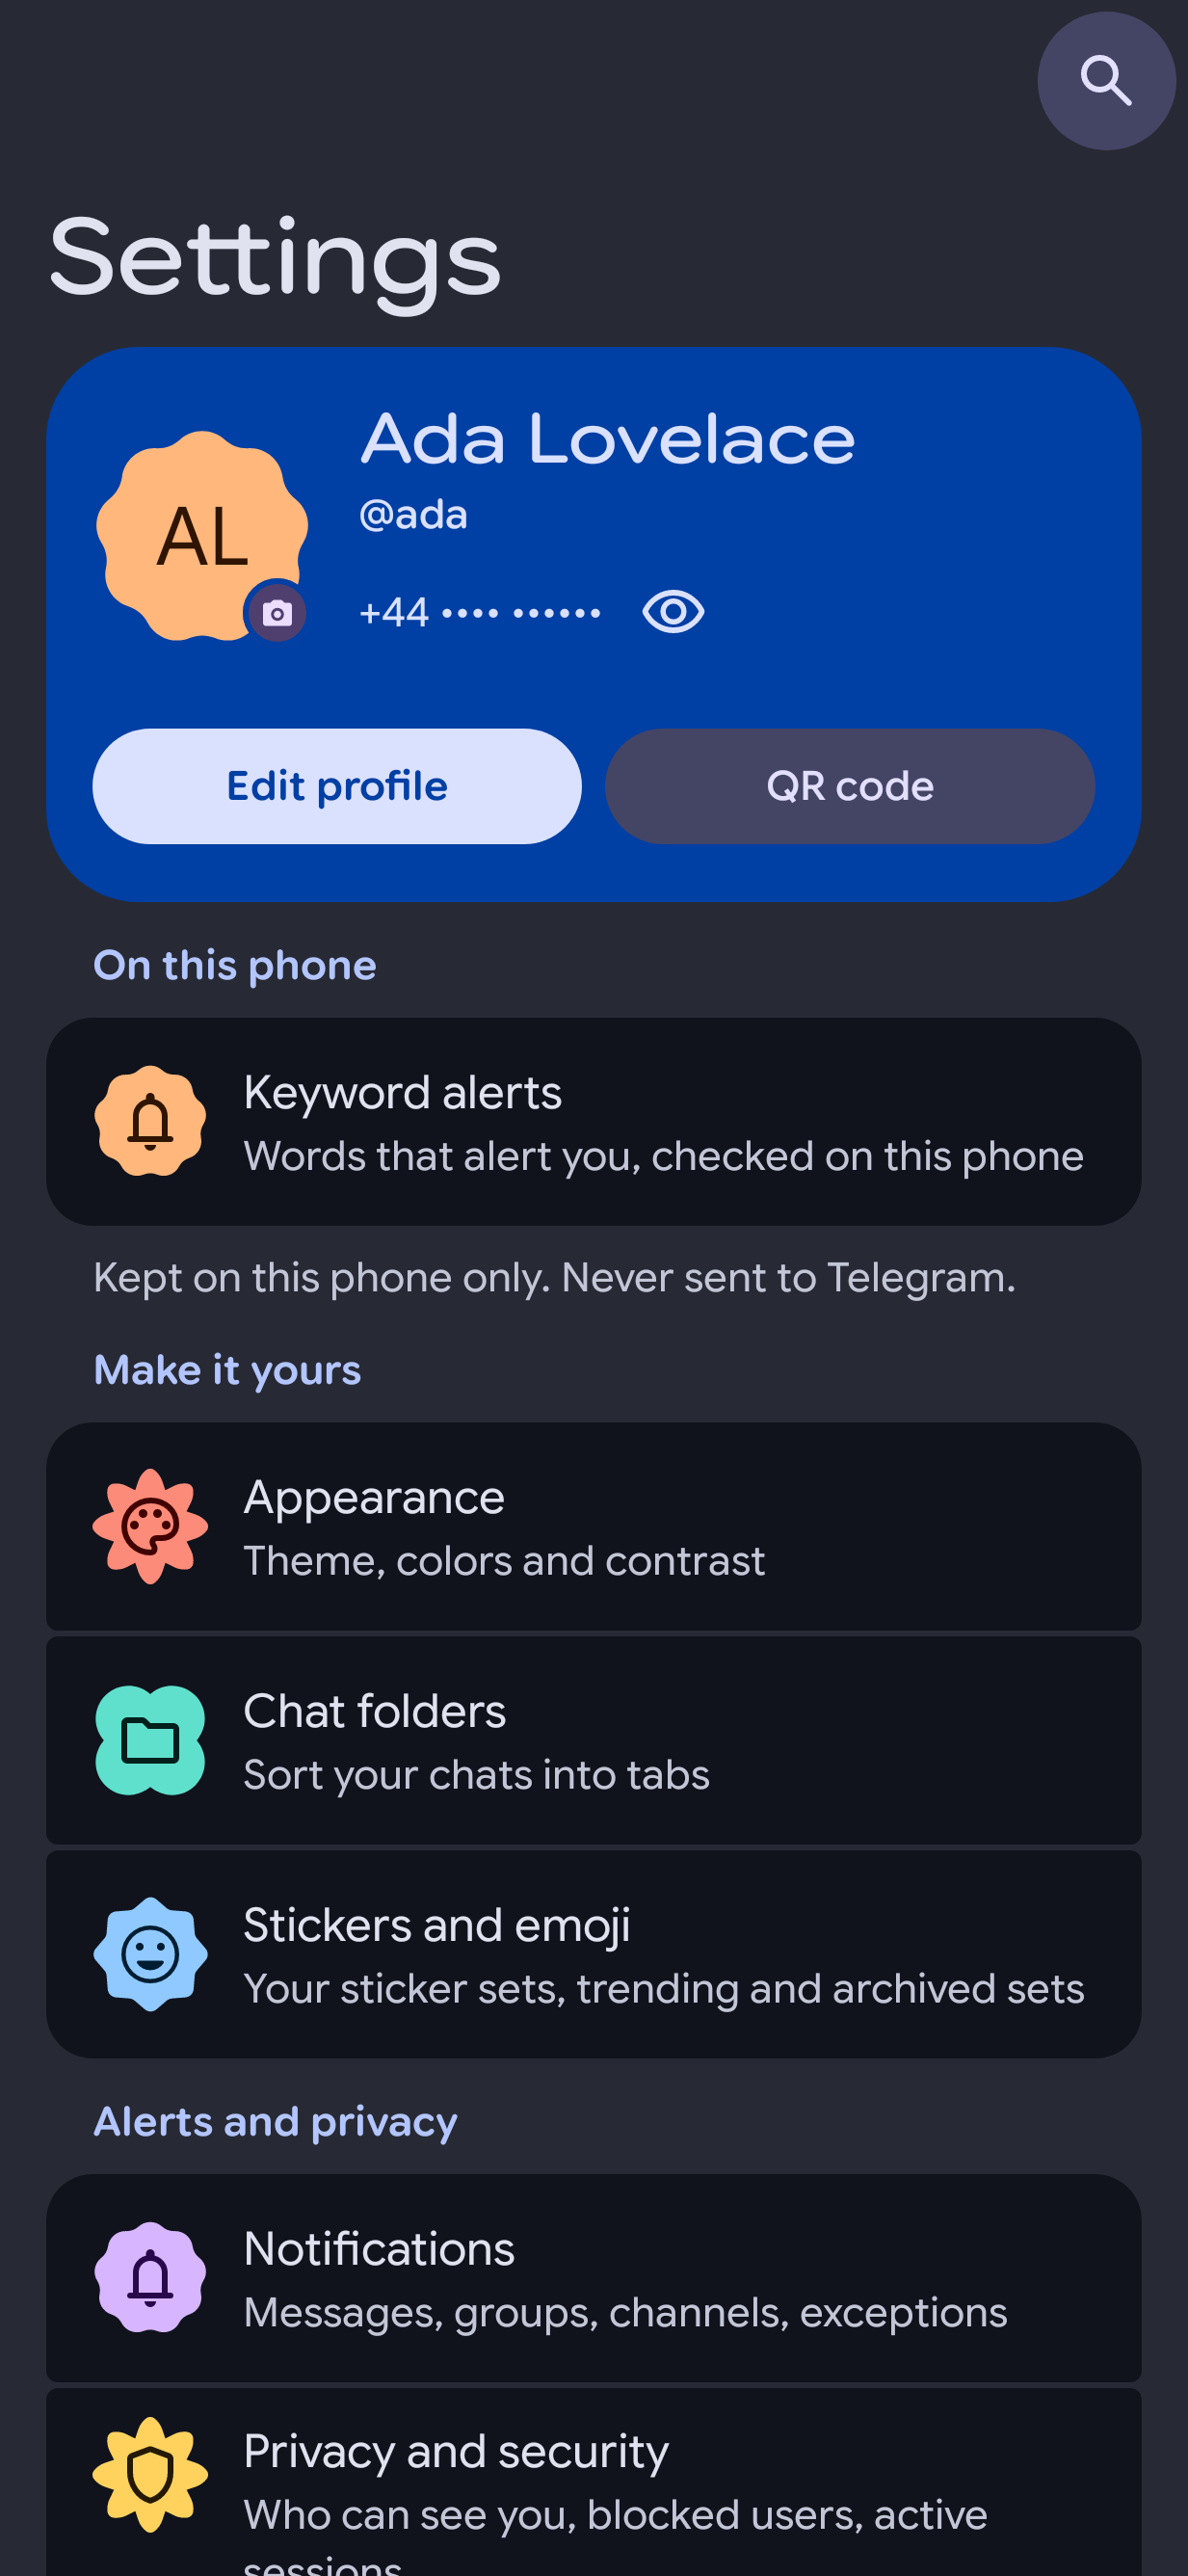 Settings
AL
Ada Lovelace
@ada
+44 •••• ••••••
Edit profile
QR code
On this phone
Keyword alerts
Words that alert you, checked on this phone
Kept on this phone only. Never sent to Telegram.
Make it yours
Appearance
Theme, colors and contrast
Chat folders
Sort your chats into tabs
Stickers and emoji
Your sticker sets, trending and archived sets
Alerts and privacy
Notifications
Messages, groups, channels, exceptions
Privacy and security
Who can see you, blocked users, active
sessions